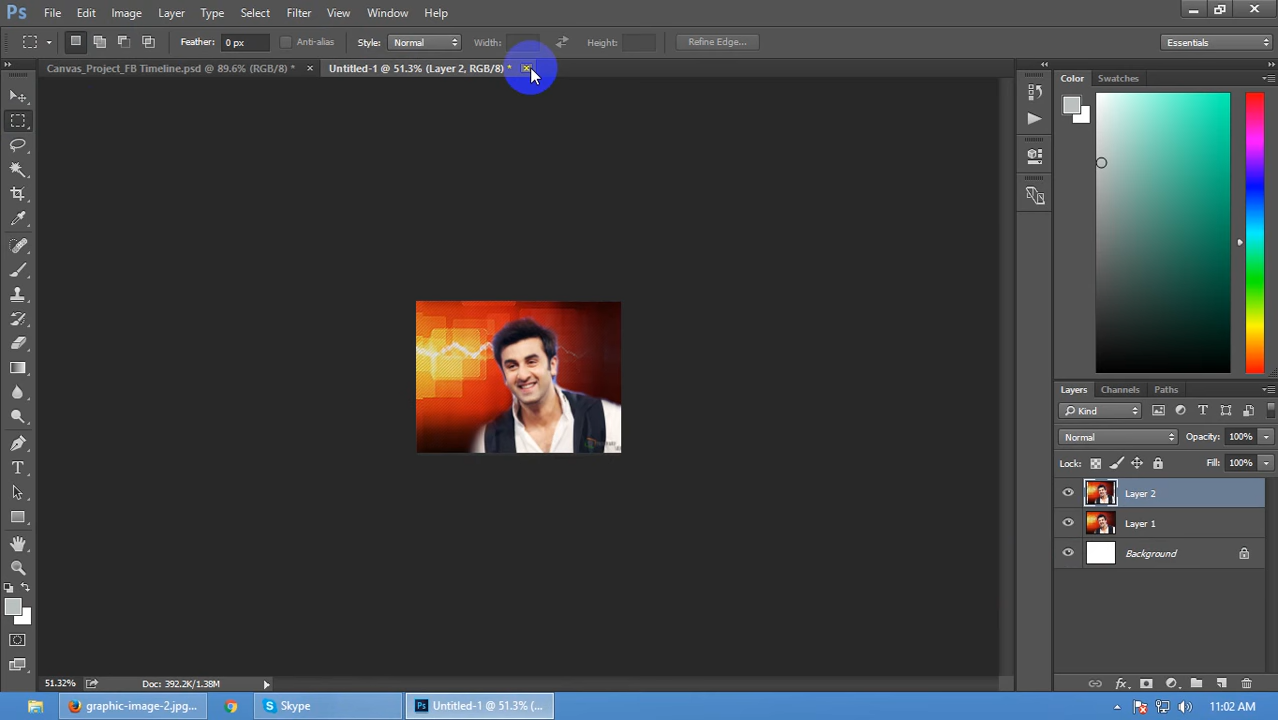 Ps File Edit Image Layer Type Select Filter View Window Help
Feather: 0 px Anti-alias Style: Normal Width: Height: Refine Edge... Essentials
Canvas_Project_FB Timeline.psd @ 89.6% (RGB/8) * × Untitled-1 @ 51.3% (Layer 2, RGB/8) *
Color Swatches
Layers Channels Paths
Kind
Normal Opacity: 100%
Lock: Fill: 100%
Layer 2
Layer 1
Background
51.32% Doc: 392.2K/1.38M
graphic-image-2.jpg... Skype Ps Untitled-1 @ 51.3% (... 11:02 AM